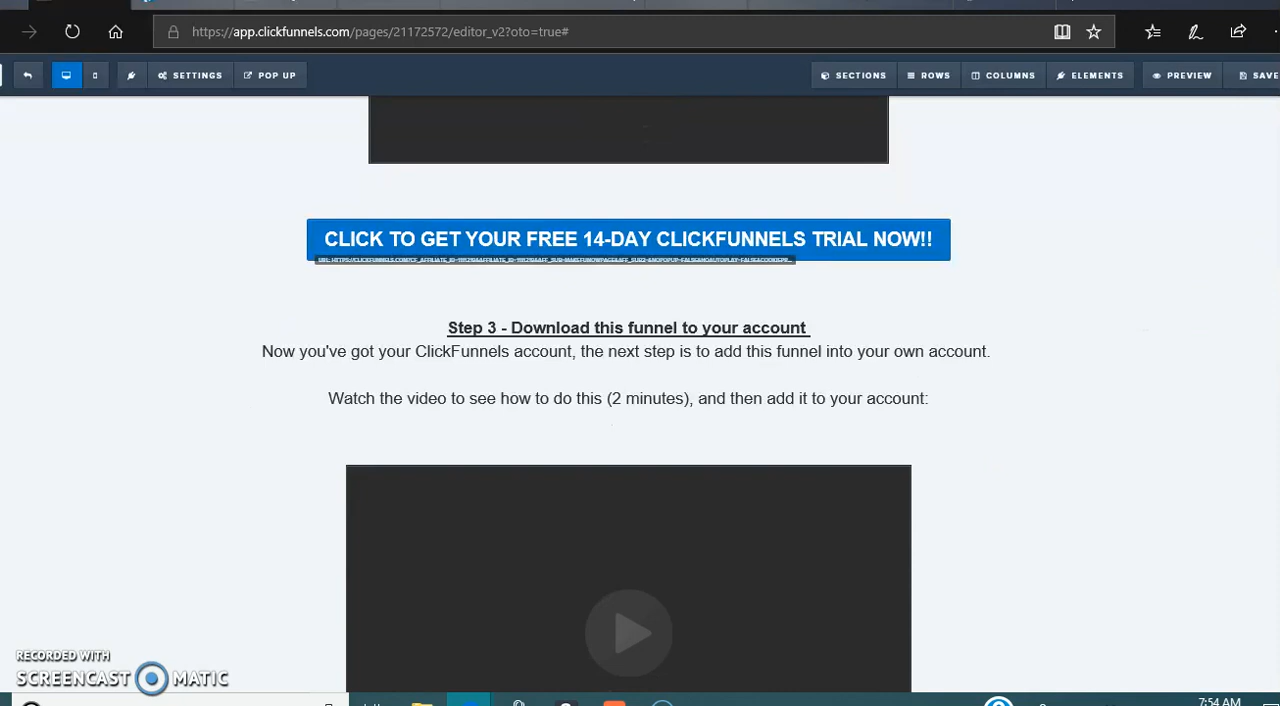 https://app.clickfunnels.com/pages/21172572/editor_v2?oto=true#
SETTINGS
POP UP
SECTIONS
ROWS
COLUMNS
ELEMENTS
PREVIEW
SAVE
CLICK TO GET YOUR FREE 14-DAY CLICKFUNNELS TRIAL NOW!!
Step 3 - Download this funnel to your account
Now you've got your ClickFunnels account, the next step is to add this funnel into your own account.
Watch the video to see how to do this (2 minutes), and then add it to your account:
RECORDED WITH
SCREENCAST MATIC
7:54 AM